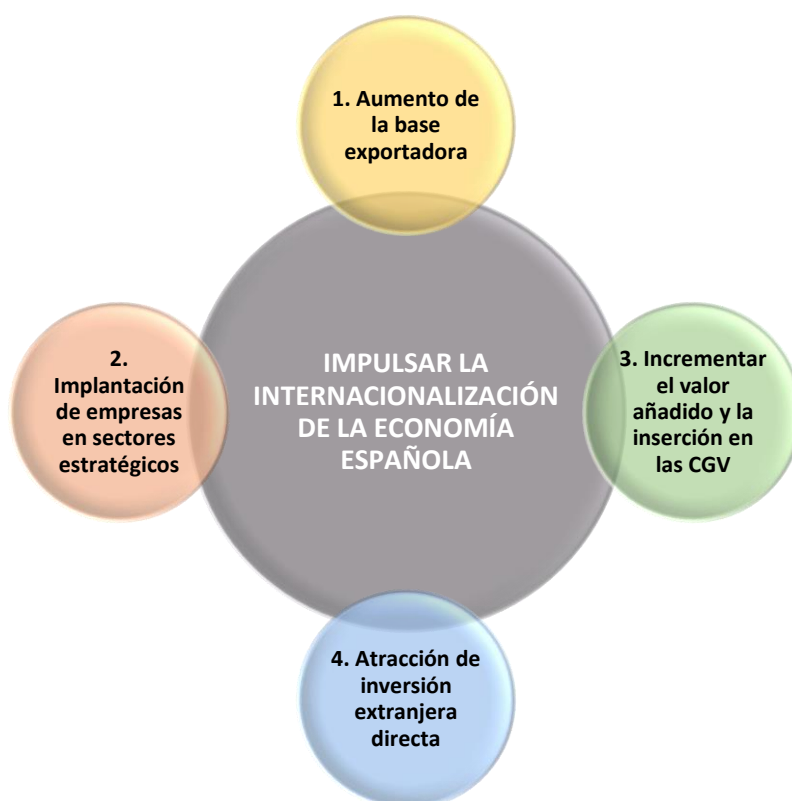 1. Aumento de
la base
exportadora
2.
Implantación
de empresas
en sectores
estratégicos
IMPULSAR LA
INTERNACIONALIZACIÓN
DE LA ECONOMÍA
ESPAÑOLA
3. Incrementar
el valor
añadido y la
inserción en
las CGV
4. Atracción de
inversión
extranjera
directa